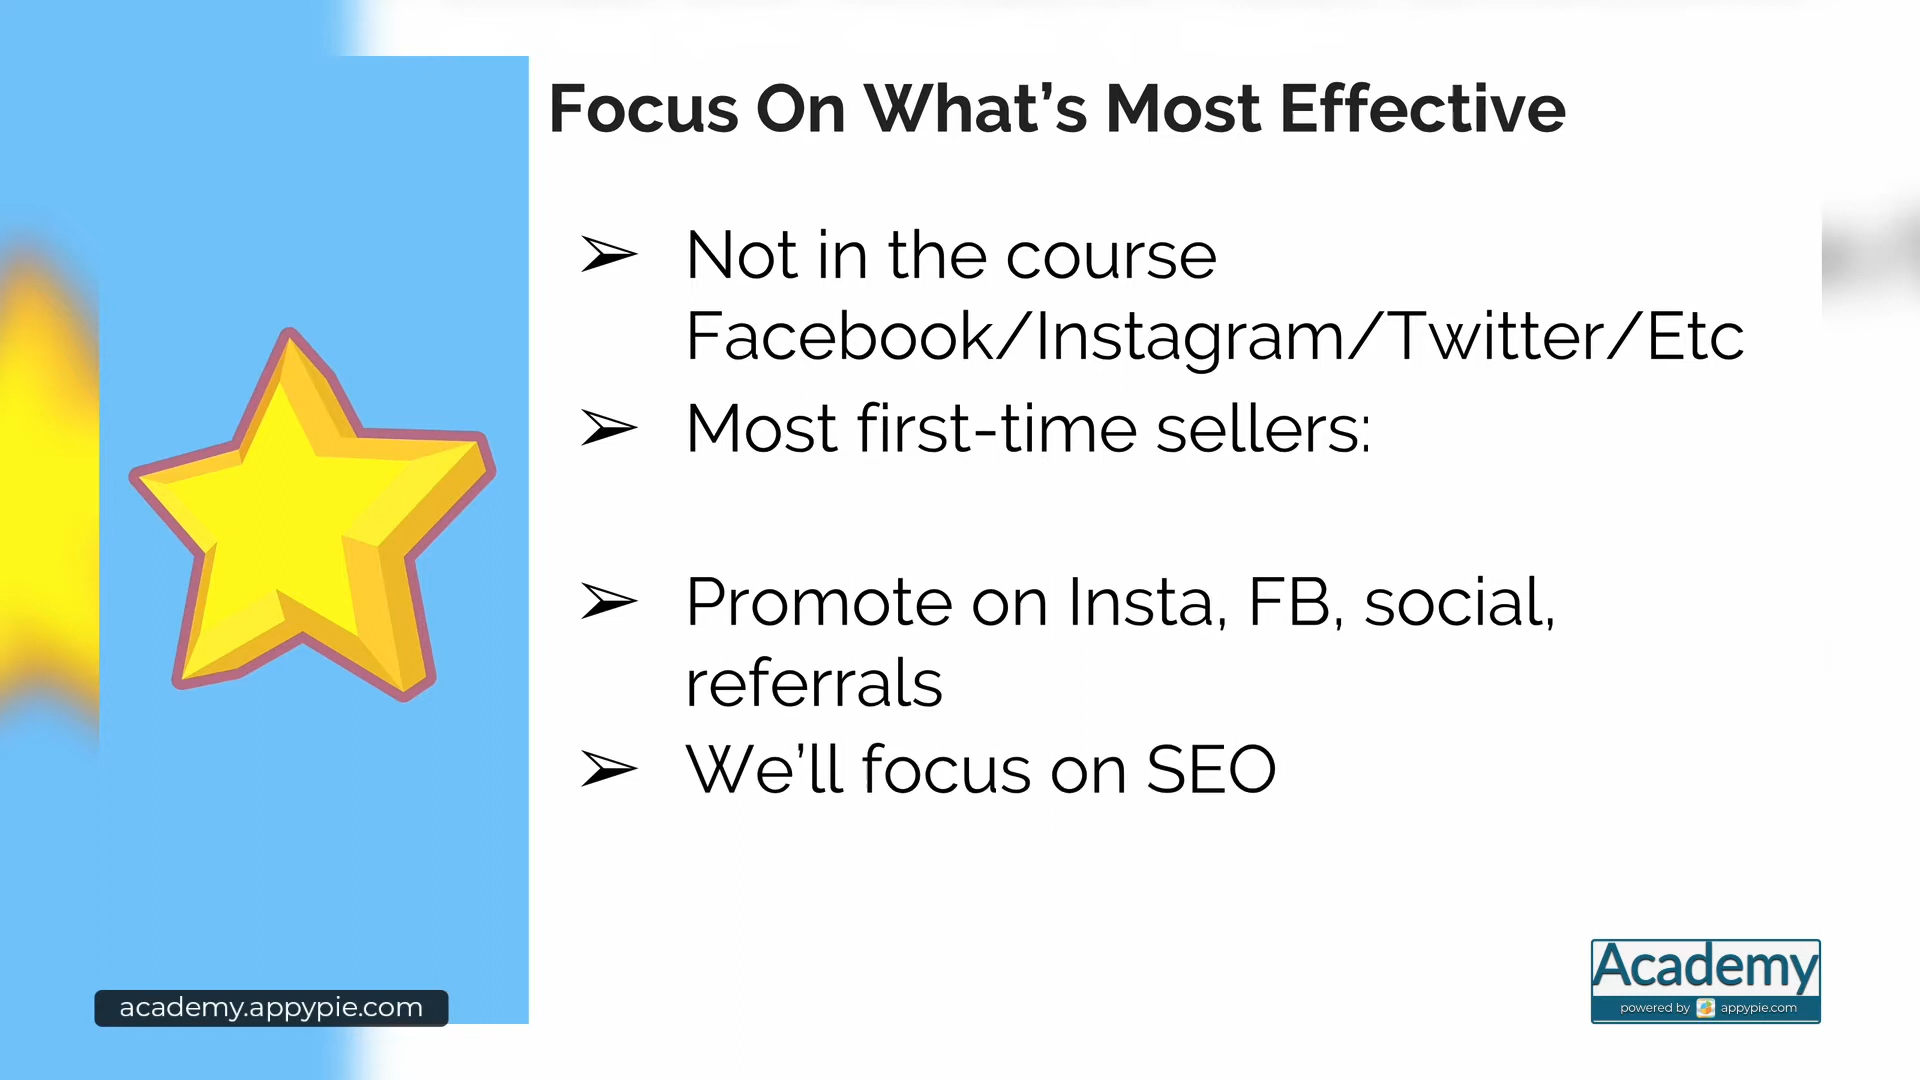 Focus On What’s Most Effective
➢ Not in the course
Facebook/Instagram/Twitter/Etc
➢ Most first-time sellers:
➢ Promote on Insta, FB, social,
referrals
➢ We’ll focus on SEO
academy.appypie.com
Academy
powered by appypie.com